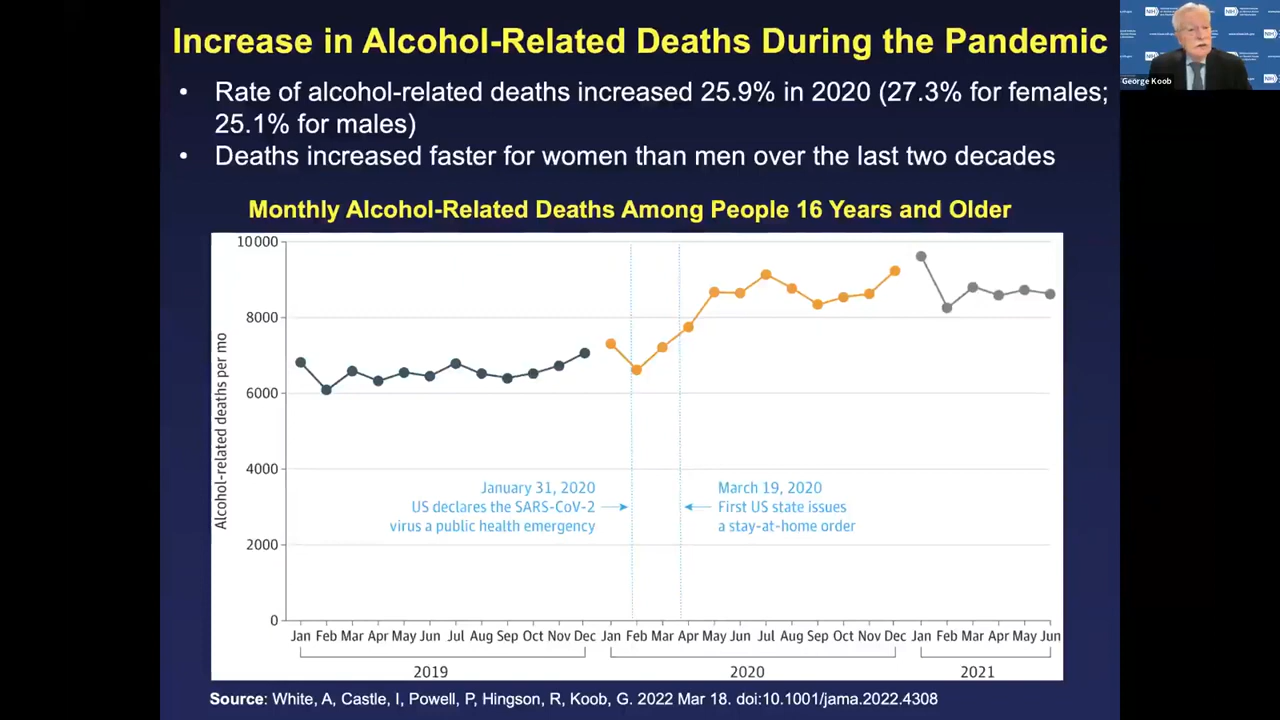 Increase in Alcohol-Related Deaths During the Pandemic
• Rate of alcohol-related deaths increased 25.9% in 2020 (27.3% for females;
25.1% for males)
• Deaths increased faster for women than men over the last two decades
Monthly Alcohol-Related Deaths Among People 16 Years and Older
Alcohol-related deaths per mo
10 000
8000
6000
4000
2000
0
January 31, 2020
US declares the SARS-CoV-2
virus a public health emergency
March 19, 2020
First US state issues
a stay-at-home order
Jan Feb Mar Apr May Jun Jul Aug Sep Oct Nov Dec Jan Feb Mar Apr May Jun Jul Aug Sep Oct Nov Dec Jan Feb Mar Apr May Jun
2019 2020 2021
Source: White, A, Castle, I, Powell, P, Hingson, R, Koob, G. 2022 Mar 18. doi:10.1001/jama.2022.4308
NIH
George Koob